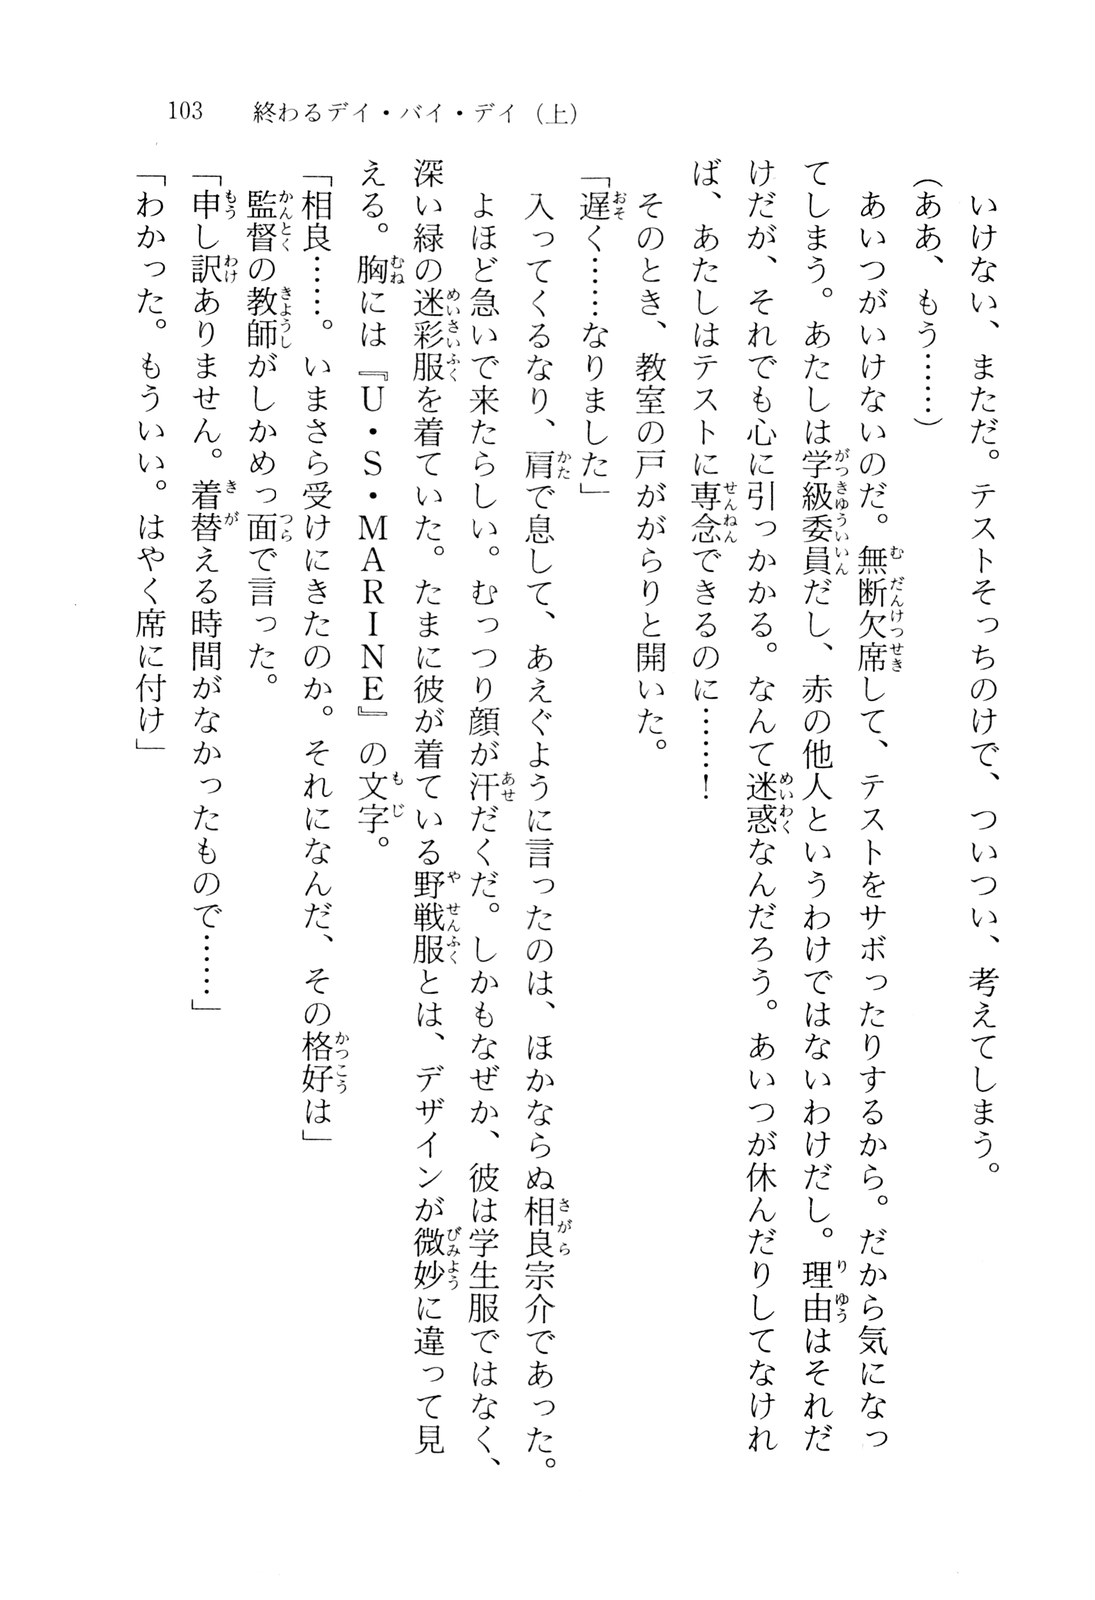 103　終わるデイ・バイ・デイ（上）
　いけない、まただ。テストそっちのけで、ついつい、考えてしまう。
（ああ、もう……）
　あいつがいけないのだ。無断欠席して、テストをサボったりするから。だから気になっ
てしまう。あたしは学級委員だし、赤の他人というわけではないわけだし。理由はそれだ
けだが、それでも心に引っかかる。なんて迷惑なんだろう。あいつが休んだりしてなけれ
ば、あたしはテストに専念できるのに……！
　そのとき、教室の戸ががらりと開いた。
「遅く……なりました」
　入ってくるなり、肩で息して、あえぐように言ったのは、ほかならぬ相良宗介であった。
　よほど急いで来たらしい。むっつり顔が汗だくだ。しかもなぜか、彼は学生服ではなく、
深い緑の迷彩服を着ていた。たまに彼が着ている野戦服とは、デザインが微妙に違って見
える。胸には『U・S・MARINE』の文字。
「相良……。いまさら受けにきたのか。それになんだ、その格好は」
　監督の教師がしかめっ面で言った。
「申し訳ありません。着替える時間がなかったもので……」
「わかった。もういい。はやく席に付け」